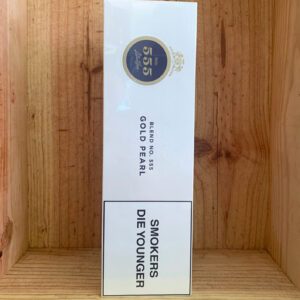 555
BLEND NO. 555
GOLD PEARL
SMOKERS
DIE YOUNGER